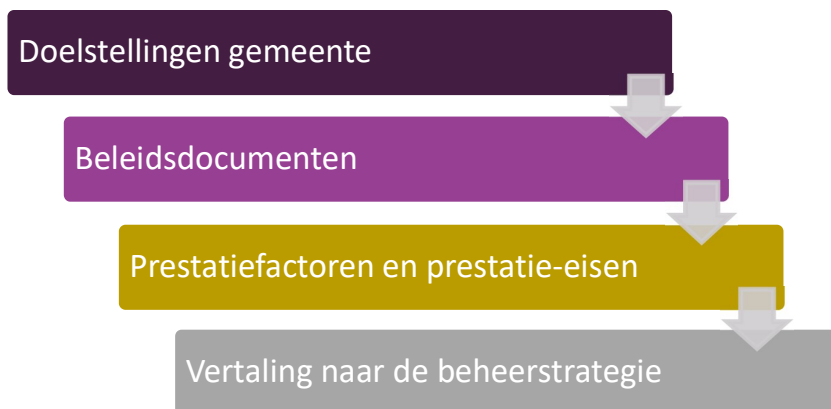 Doelstellingen gemeente
Beleidsdocumenten
Prestatiefactoren en prestatie-eisen
Vertaling naar de beheerstrategie